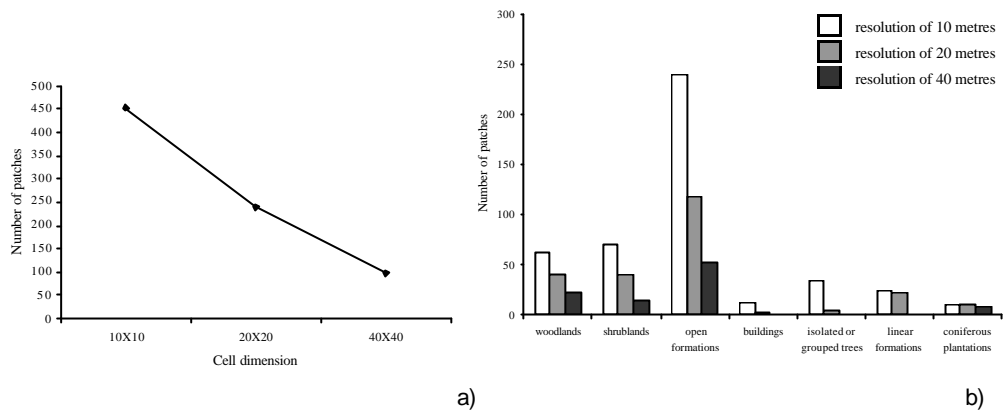 Number of patches
500
450
400
350
300
250
200
150
100
50
0
10X10 20X20 40X40
Cell dimension
a)
resolution of 10 metres
resolution of 20 metres
resolution of 40 metres
Number of patches
300
250
200
150
100
50
0
woodlands shrublands open formations buildings isolated or grouped trees linear formations coniferous plantations
b)